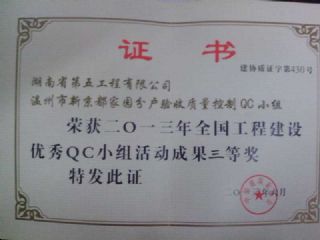 证书
建协质证字第430号
湖南省第五工程有限公司
温州市新京都家园分户验收质量控制QC小组
荣获二〇一三年全国工程建设
优秀QC小组活动成果三等奖
特发此证